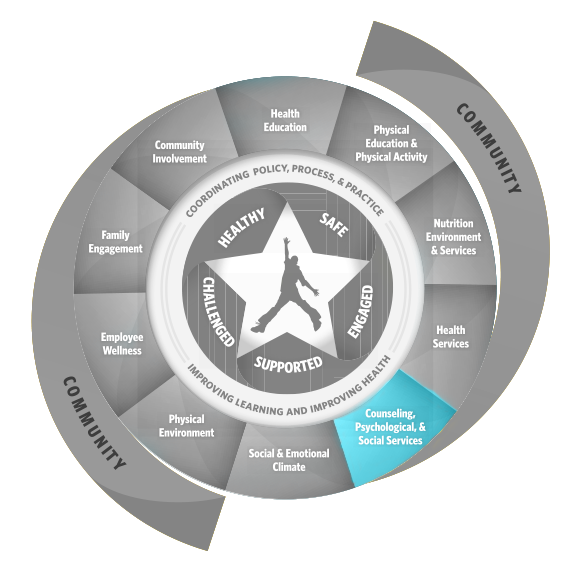 COMMUNITY
Health
Education
Physical
Education &
Physical Activity
Nutrition
Environment
& Services
Health
Services
Counseling,
Psychological, &
Social Services
Social & Emotional
Climate
Physical
Environment
Employee
Wellness
Family
Engagement
Community
Involvement
COORDINATING POLICY, PROCESS, & PRACTICE
IMPROVING LEARNING AND IMPROVING HEALTH
HEALTHY
SAFE
ENGAGED
SUPPORTED
CHALLENGED
COMMUNITY